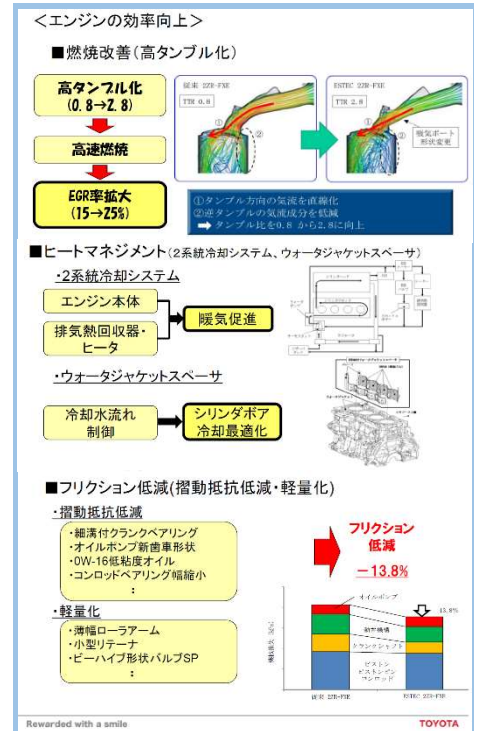 ＜エンジンの効率向上＞
■燃焼改善（高タンブル化）
高タンブル化
(0.8→2.8)
高速燃焼
EGR率拡大
(15→25%)
従来 2ZR-FXE
TTR 0.8
①
②
ESTEC 2ZR-FXE
TTR 2.8
①
②
吸気ポート
形状変更
①タンブル方向の気流を直線化
②逆タンブルの気流成分を低減
➡ タンブル比を0.8 から2.8に向上
■ヒートマネジメント(2系統冷却システム、ウォータジャケットスペーサ)
・2系統冷却システム
エンジン本体
排気熱回収器・
ヒータ
暖気促進
・ウォータジャケットスペーサ
冷却水流れ
制御
シリンダボア
冷却最適化
■フリクション低減(摺動抵抗低減・軽量化)
・摺動抵抗低減
・細溝付クランクベアリング
・オイルポンプ新歯車形状
・0W-16低粘度オイル
・コンロッドベアリング幅縮小
：
・軽量化
・薄幅ローラアーム
・小型リテーナ
・ビーハイブ形状バルブSP
：
フリクション
低減
－13.8%
オイルポンプ
動弁機構
クランクシャフト
ピストン
ピストンピン
コンロッド
13.8%
従来 2ZR-FXE
ESTEC 2ZR-FXE
Rewarded with a smile
TOYOTA